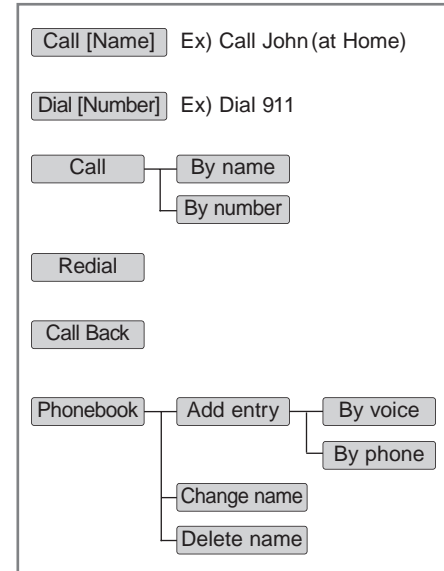 Call [Name] Ex) Call John (at Home)
Dial [Number] Ex) Dial 911
Call By name
By number
Redial
Call Back
Phonebook Add entry By voice
By phone
Change name
Delete name